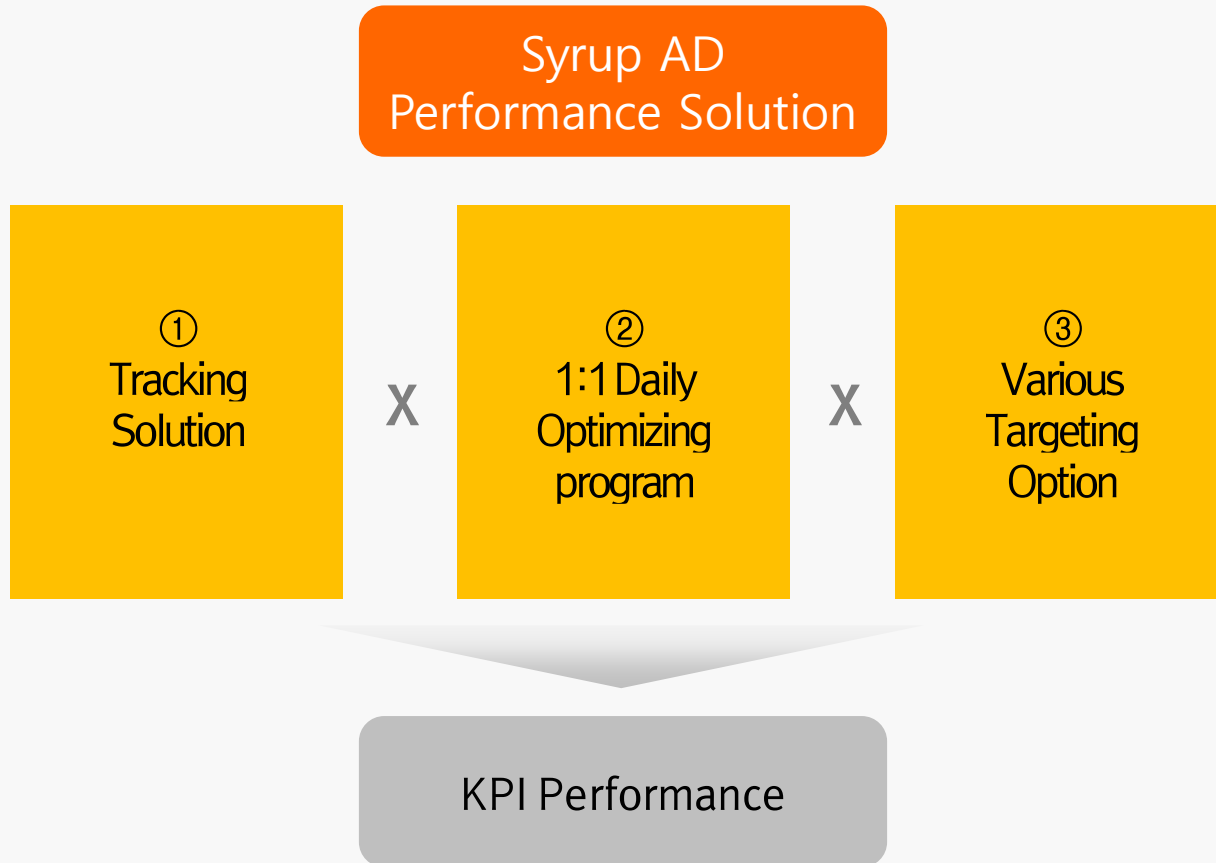 Syrup AD
Performance Solution
①
Tracking
Solution
X
②
1:1 Daily
Optimizing
program
X
③
Various
Targeting
Option
KPI Performance